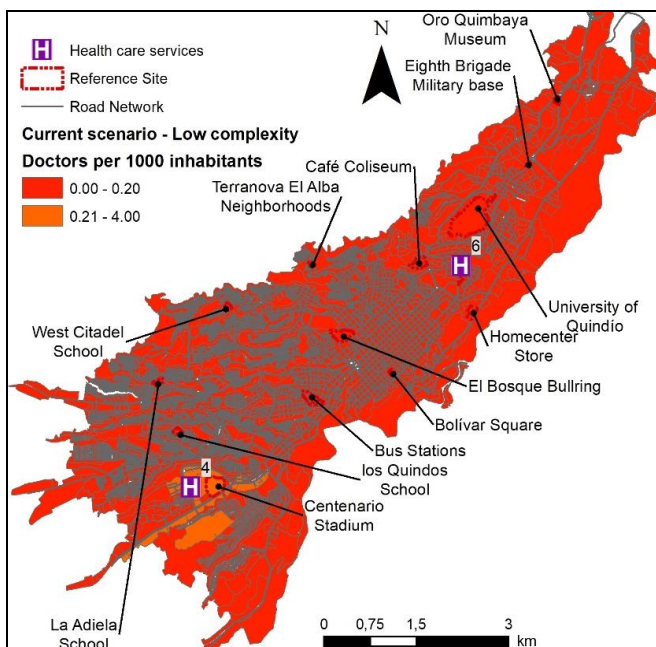 H Health care services
Reference Site
Road Network
Current scenario - Low complexity
Doctors per 1000 inhabitants
0.00 - 0.20
0.21 - 4.00
N
Oro Quimbaya
Museum
Eighth Brigade
Military base
Café Coliseum
Terranova El Alba
Neighborhoods
6
H
West Citadel
School
University of
Quindío
Homecenter
Store
El Bosque Bullring
Bolívar Square
Bus Stations
los Quindos
School
4
H
Centenario
Stadium
La Adiela
School
0 0,75 1,5 3
km